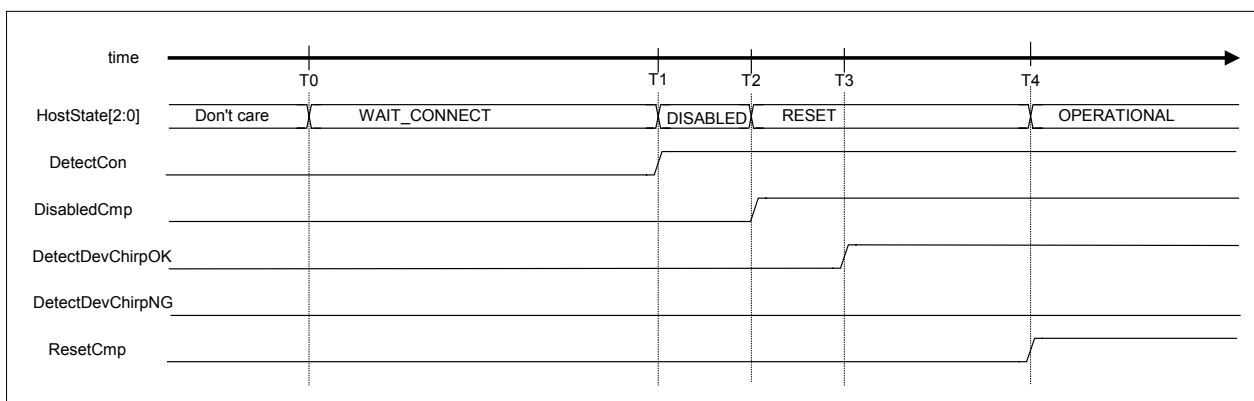 time
T0 T1 T2 T3 T4
HostState[2:0] Don't care WAIT_CONNECT DISABLED RESET OPERATIONAL
DetectCon
DisabledCmp
DetectDevChirpOK
DetectDevChirpNG
ResetCmp